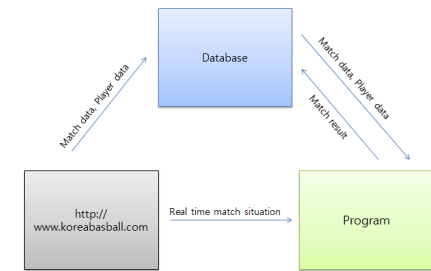 Database
Match data, Player data
Match data, Player data
Match result
http://
www.koreabasball.com
Real time match situation
Program